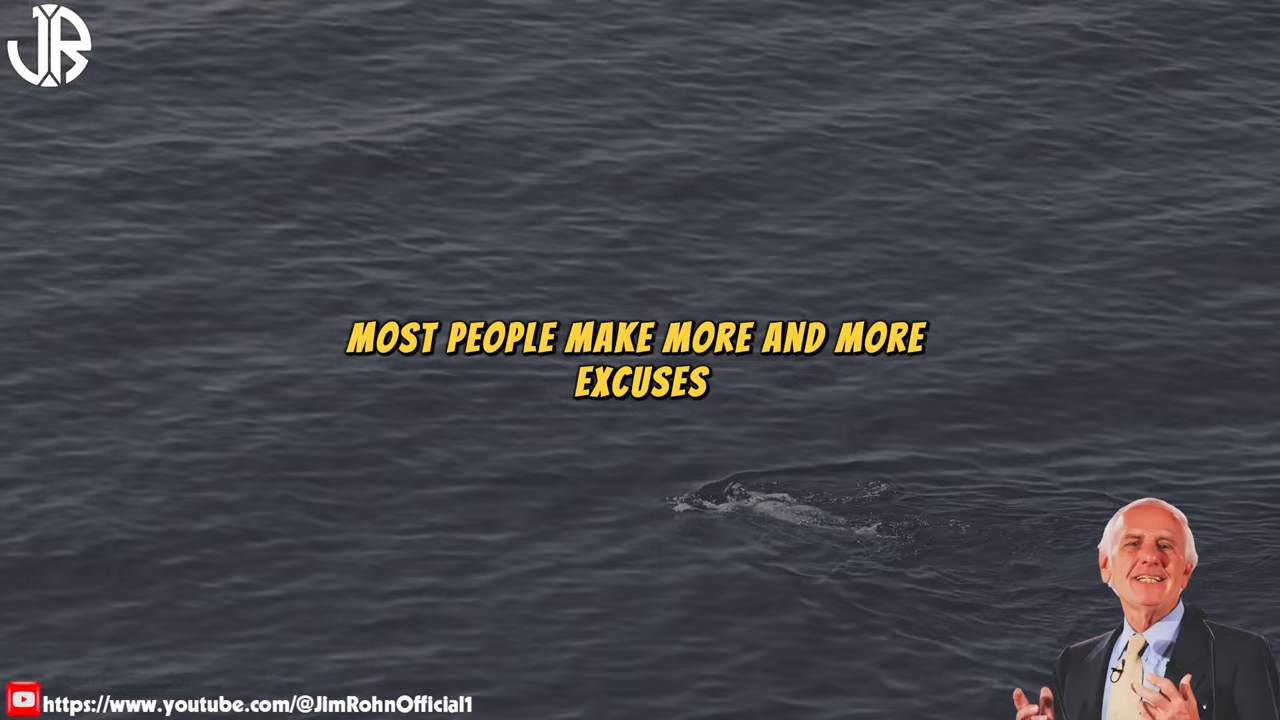 JR
MOST PEOPLE MAKE MORE AND MORE
EXCUSES
https://www.youtube.com/@JimRohnOfficial1